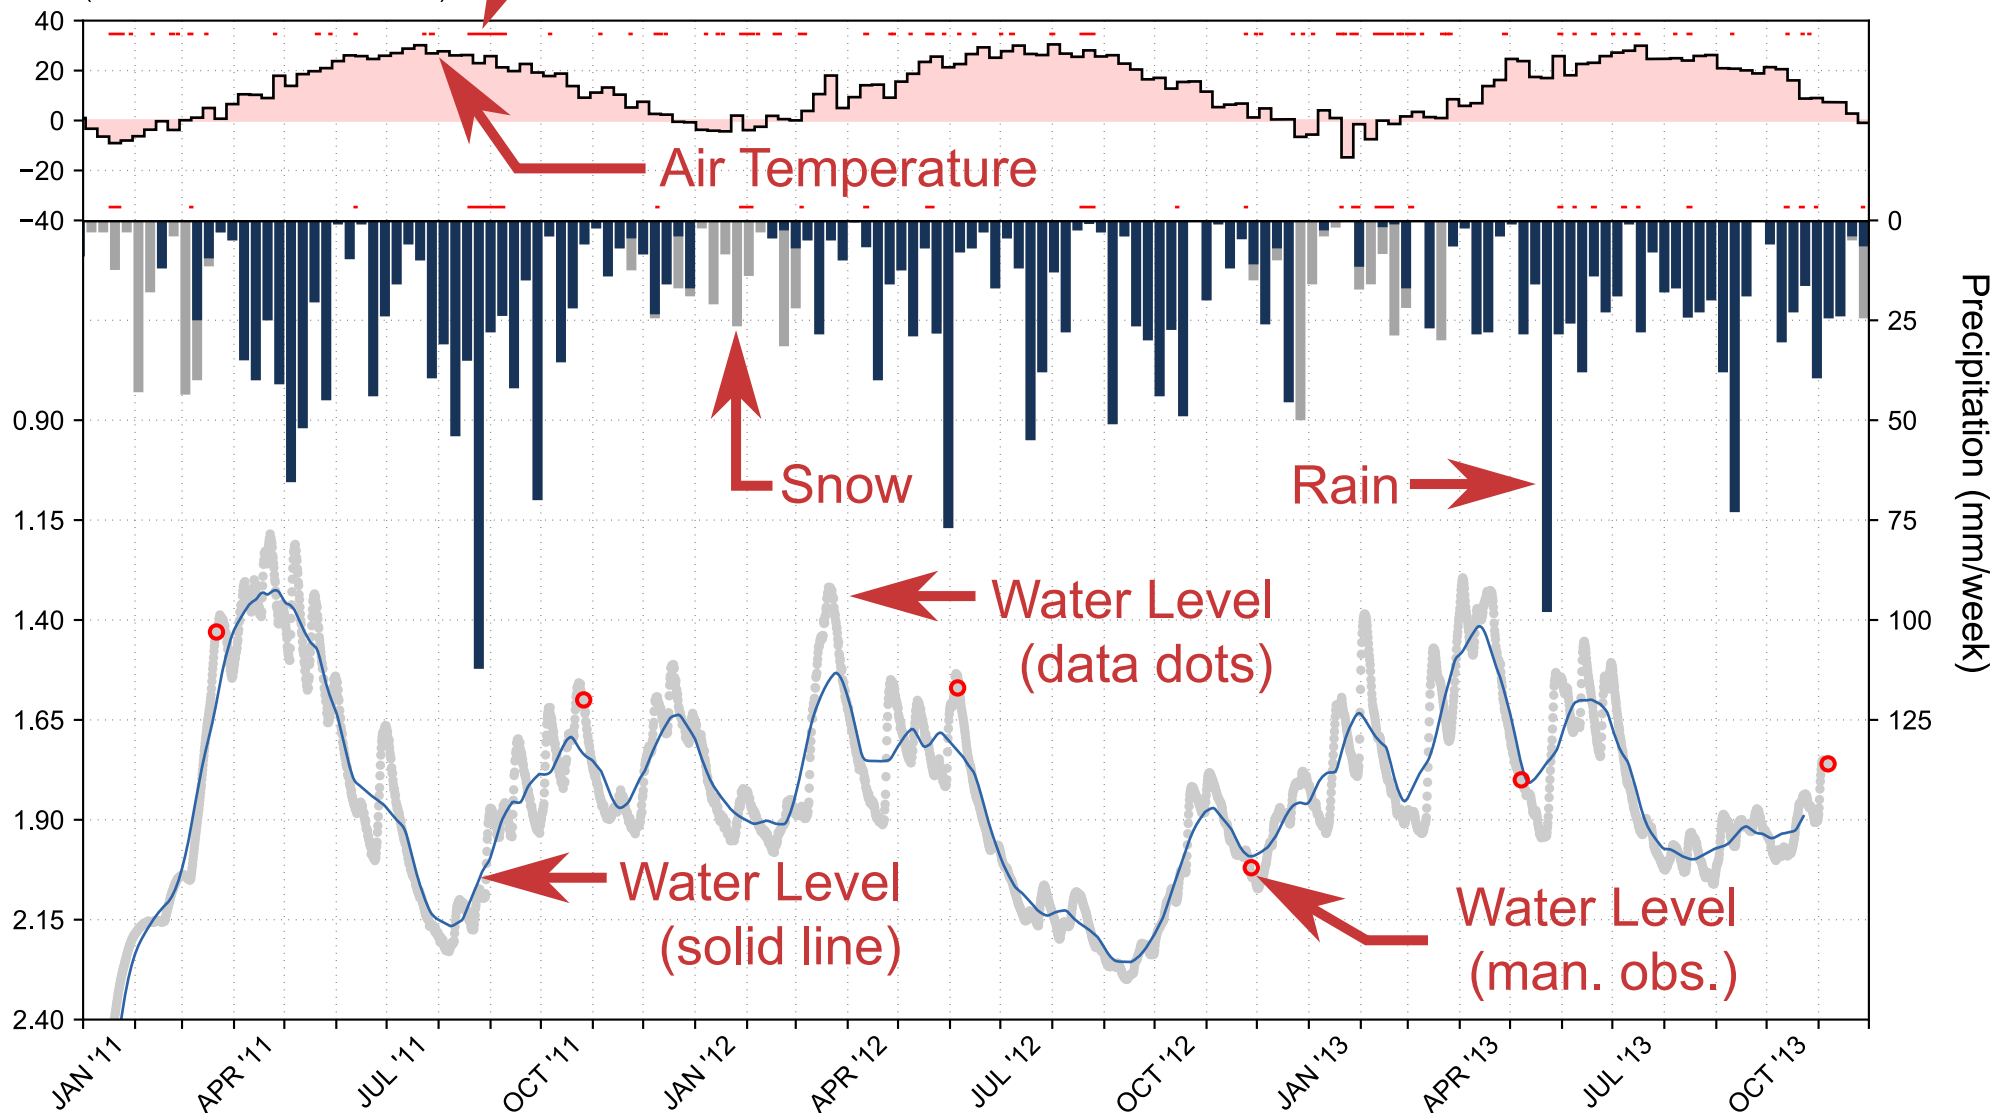 40
20
0
−20
−40
Air Temperature
0
25
50
75
100
125
Precipitation (mm/week)
0.90
1.15
1.40
1.65
1.90
2.15
2.40
Snow
Rain
Water Level
(data dots)
Water Level
(solid line)
Water Level
(man. obs.)
JAN '11
APR '11
JUL '11
OCT '11
JAN '12
APR '12
JUL '12
OCT '12
JAN '13
APR '13
JUL '13
OCT '13